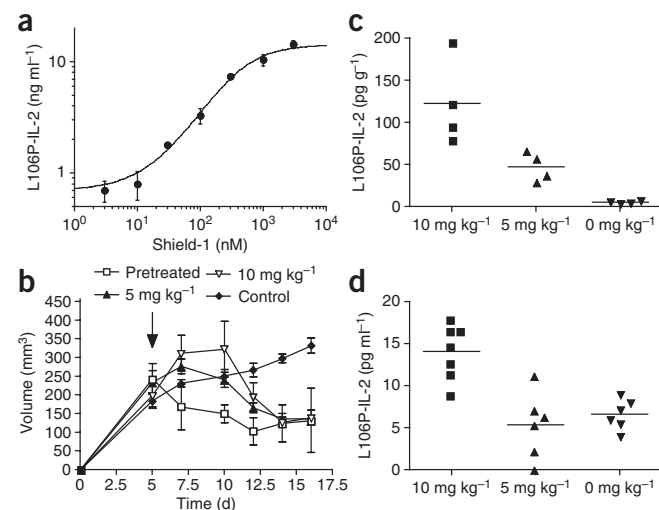 a
L106P-IL-2 (ng ml⁻¹)
10
1
10⁰ 10¹ 10² 10³ 10⁴
Shield-1 (nM)
c
L106P-IL-2 (pg g⁻¹)
200
150
100
50
0
10 mg kg⁻¹ 5 mg kg⁻¹ 0 mg kg⁻¹
b
Pretreated 10 mg kg⁻¹
5 mg kg⁻¹ Control
Volume (mm³)
450
400
350
300
250
200
150
100
50
0
0 2.5 5 7.5 10 12.5 15 17.5
Time (d)
d
L106P-IL-2 (pg ml⁻¹)
20
15
10
5
0
10 mg kg⁻¹ 5 mg kg⁻¹ 0 mg kg⁻¹